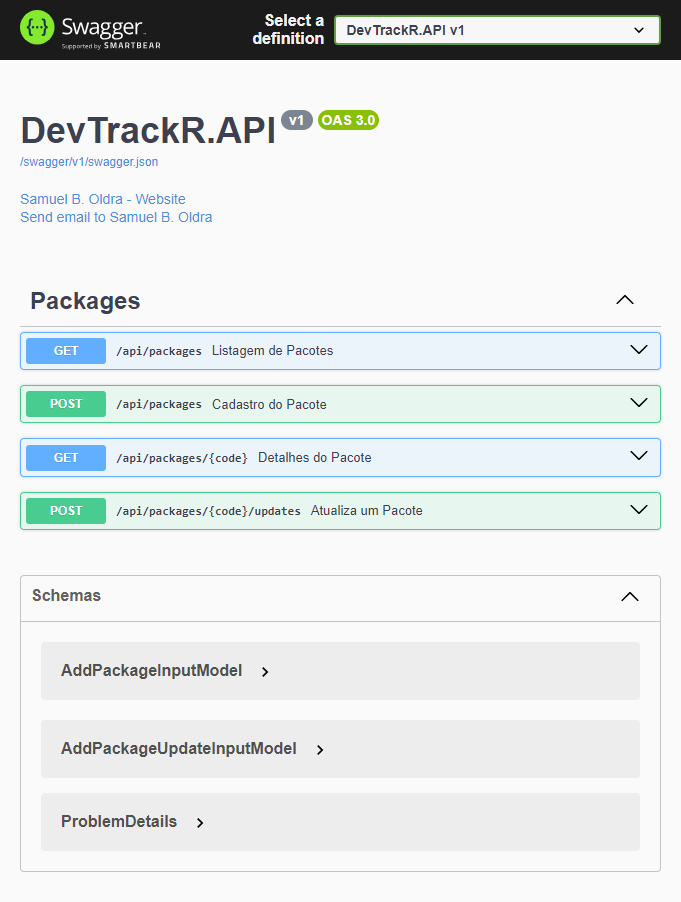 {···} Swagger.
Supported by SMARTBEAR
Select a
definition
DevTrackR.API v1
DevTrackR.API v1 OAS 3.0
/swagger/v1/swagger.json
Samuel B. Oldra - Website
Send email to Samuel B. Oldra
Packages
GET /api/packages Listagem de Pacotes
POST /api/packages Cadastro do Pacote
GET /api/packages/{code} Detalhes do Pacote
POST /api/packages/{code}/updates Atualiza um Pacote
Schemas
AddPackageInputModel
AddPackageUpdateInputModel
ProblemDetails